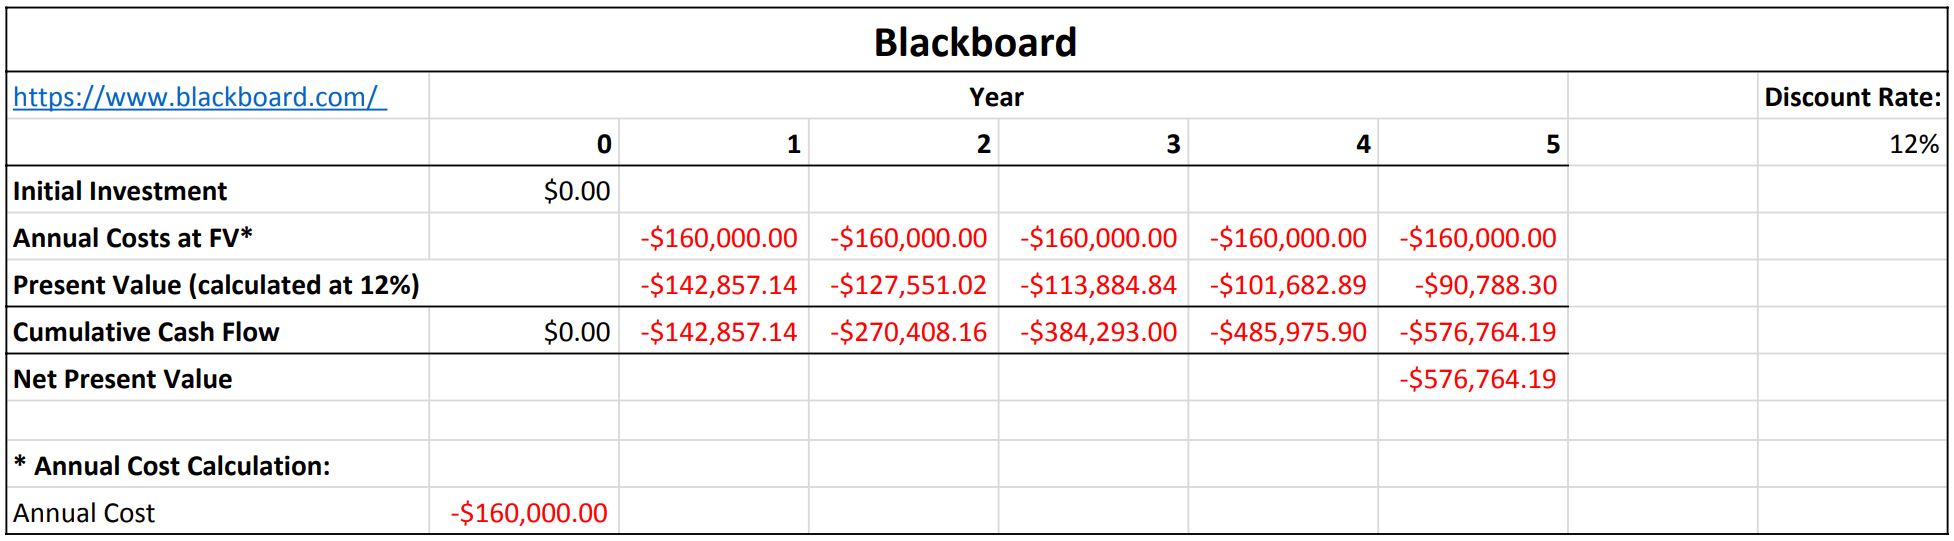 Blackboard
https://www.blackboard.com/ Year Discount Rate:
0 1 2 3 4 5 12%
Initial Investment $0.00
Annual Costs at FV* -$160,000.00 -$160,000.00 -$160,000.00 -$160,000.00 -$160,000.00
Present Value (calculated at 12%) -$142,857.14 -$127,551.02 -$113,884.84 -$101,682.89 -$90,788.30
Cumulative Cash Flow $0.00 -$142,857.14 -$270,408.16 -$384,293.00 -$485,975.90 -$576,764.19
Net Present Value -$576,764.19
* Annual Cost Calculation:
Annual Cost -$160,000.00